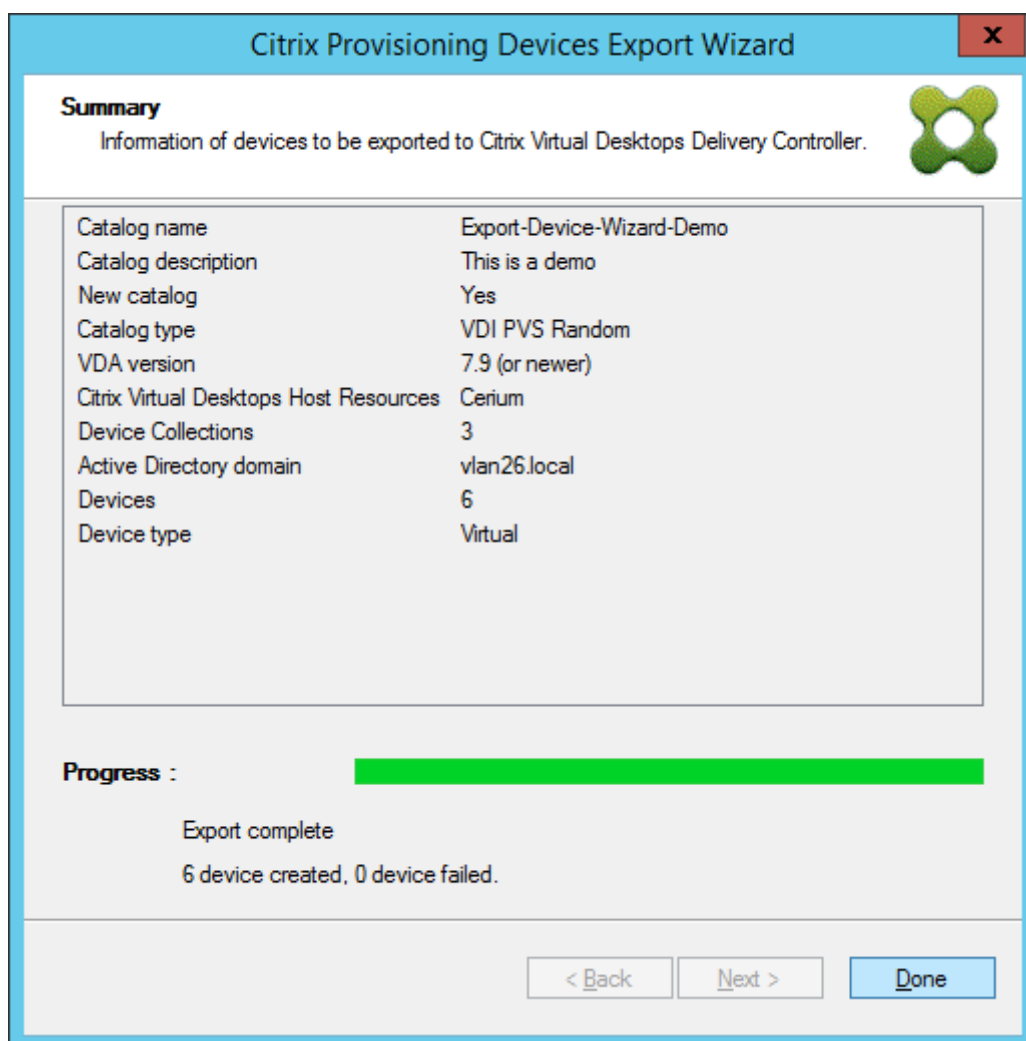 Citrix Provisioning Devices Export Wizard
x
Summary
Information of devices to be exported to Citrix Virtual Desktops Delivery Controller.
Catalog name Export-Device-Wizard-Demo
Catalog description This is a demo
New catalog Yes
Catalog type VDI PVS Random
VDA version 7.9 (or newer)
Citrix Virtual Desktops Host Resources Cerium
Device Collections 3
Active Directory domain vlan26.local
Devices 6
Device type Virtual
Progress :
Export complete
6 device created, 0 device failed.
< Back Next > Done